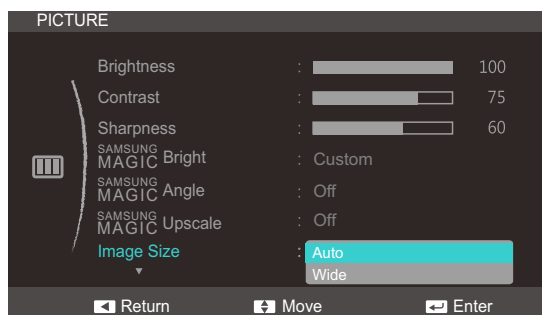 PICTURE
Brightness : 100
Contrast : 75
Sharpness : 60
SAMSUNG MAGIC Bright : Custom
SAMSUNG MAGIC Angle : Off
SAMSUNG MAGIC Upscale : Off
Image Size : Auto
Wide
Return Move Enter